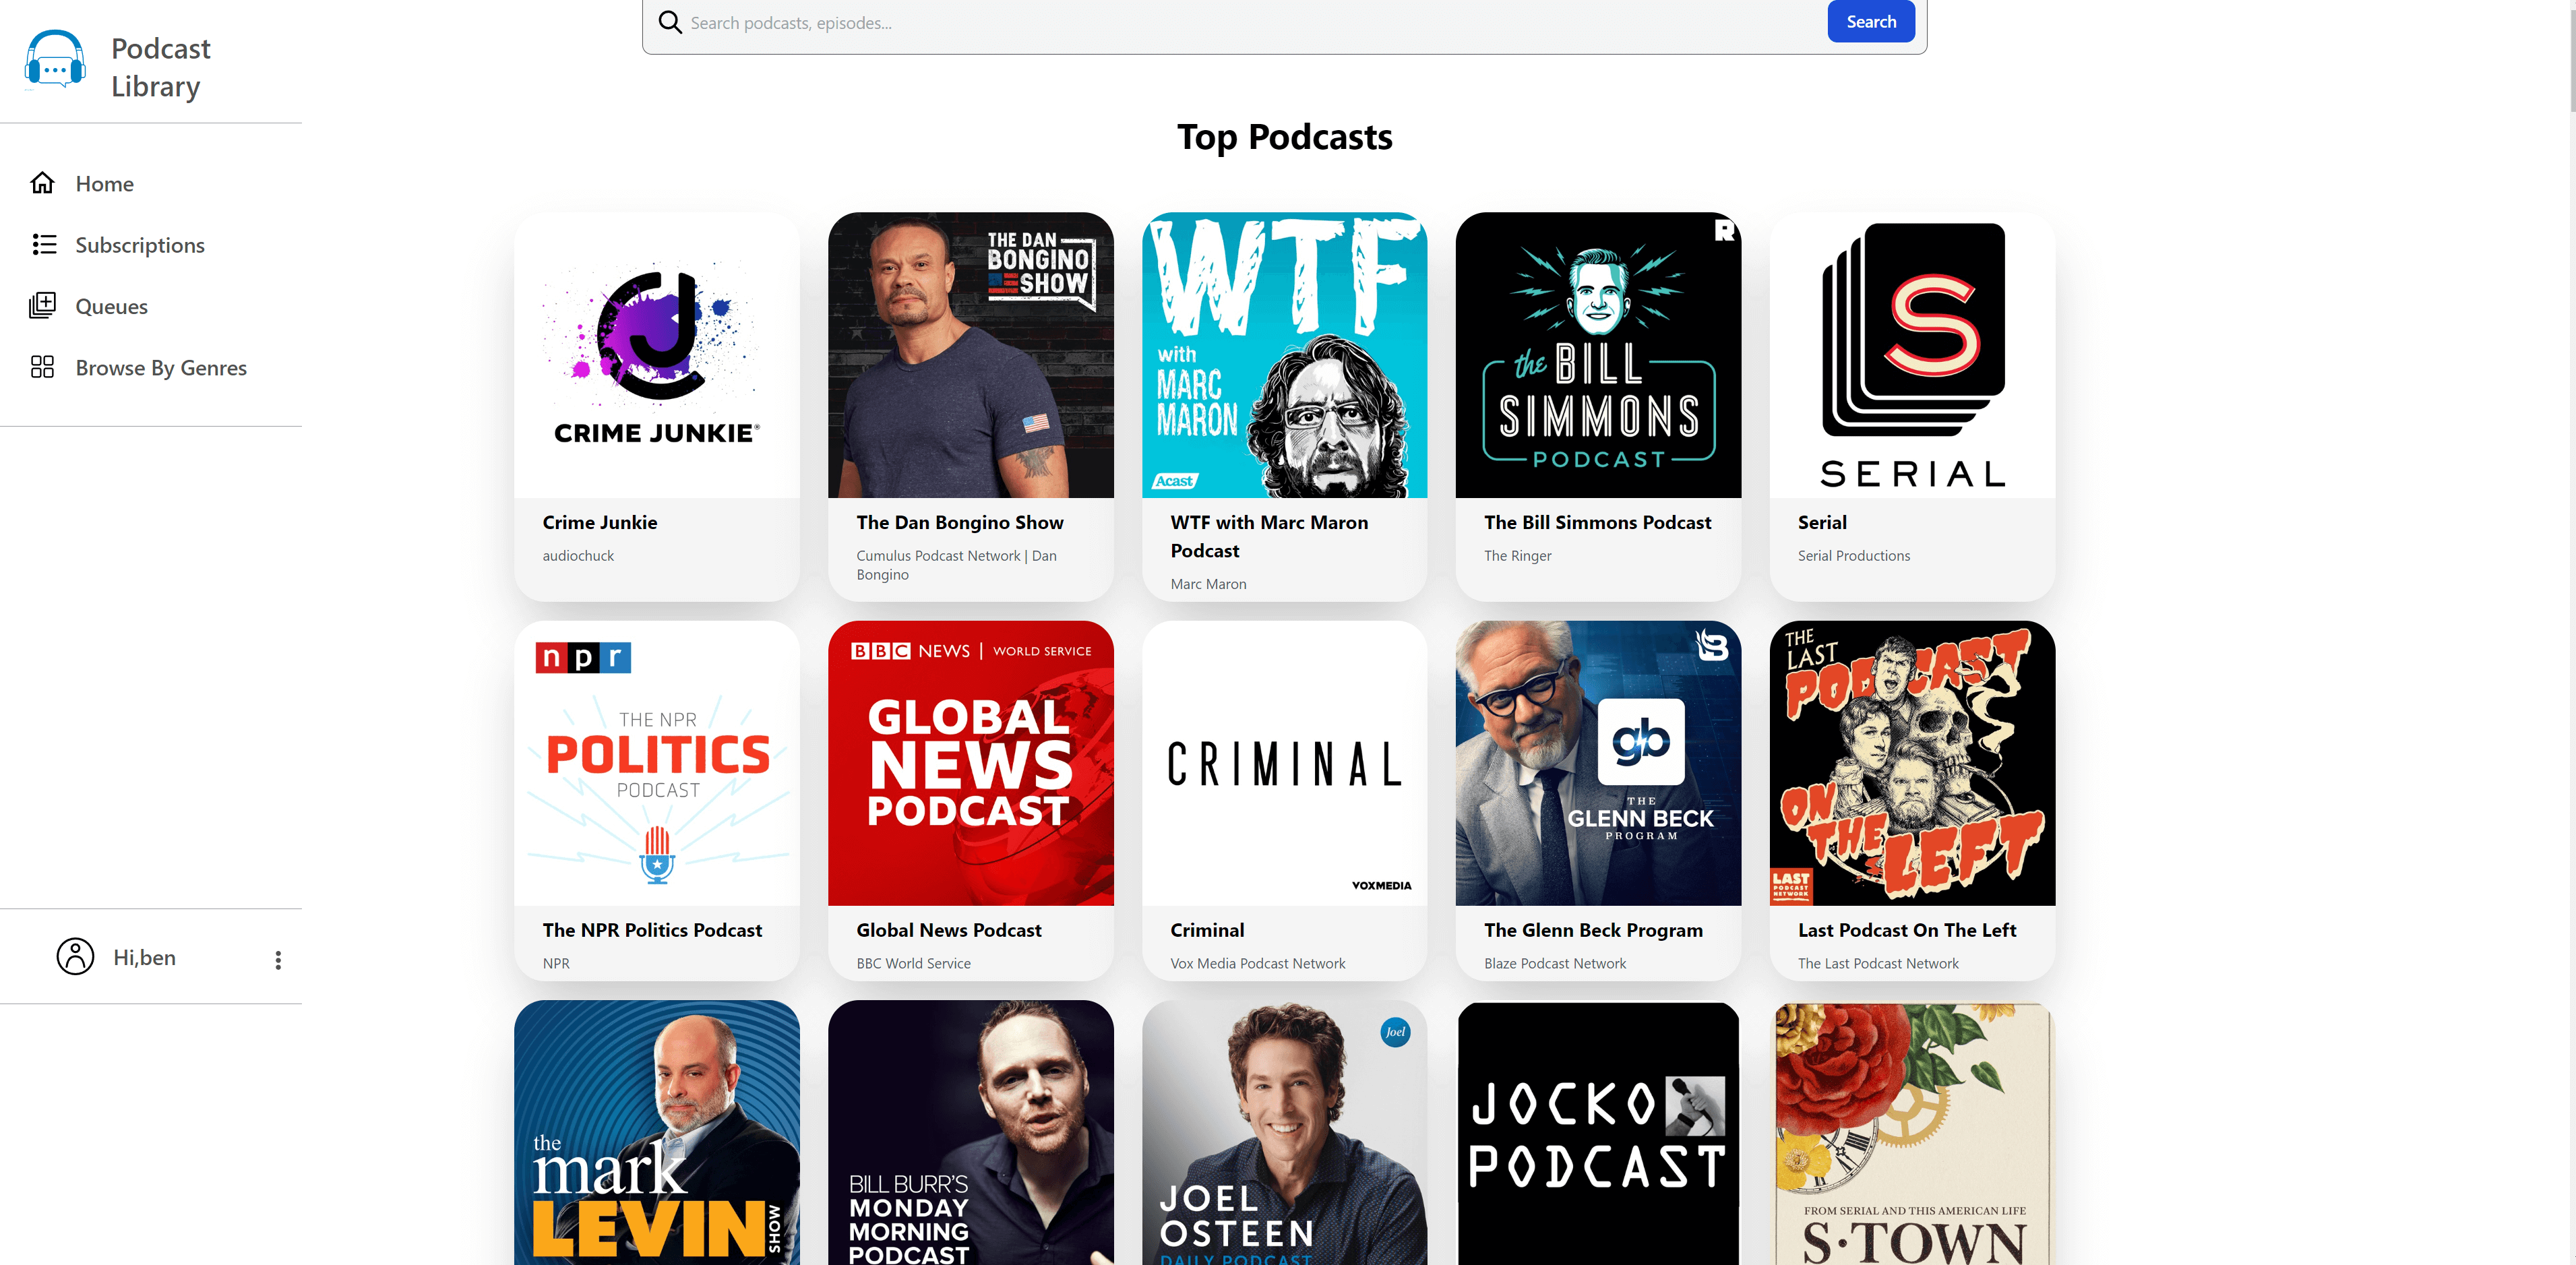 Podcast
Library
Home
Subscriptions
Queues
Browse By Genres
Hi,ben
Search podcasts, episodes...
Search
Top Podcasts
CRIME JUNKIE®
Crime Junkie
audiochuck
THE DAN
BONGINO
SHOW
The Dan Bongino Show
Cumulus Podcast Network | Dan
Bongino
WTF
with
MARC
MARON
Acast
WTF with Marc Maron
Podcast
Marc Maron
R
the BILL
SIMMONS
PODCAST
The Bill Simmons Podcast
The Ringer
S
SERIAL
Serial
Serial Productions
npr
THE NPR
POLITICS
PODCAST
The NPR Politics Podcast
NPR
BBC NEWS | WORLD SERVICE
GLOBAL
NEWS
PODCAST
Global News Podcast
BBC World Service
CRIMINAL
VOXMEDIA
Criminal
Vox Media Podcast Network
B
gb
THE
GLENN BECK
PROGRAM
The Glenn Beck Program
Blaze Podcast Network
THE
LAST
PODCAST
ON
THE
LEFT
LAST
PODCAST
NETWORK
Last Podcast On The Left
The Last Podcast Network
the
mark
LEVIN
SHOW
BILL BURR'S
MONDAY
MORNING
PODCAST
Joel
JOEL
OSTEEN
DAILY PODCAST
JOCKO
PODCAST
FROM SERIAL AND THIS AMERICAN LIFE
S·TOWN